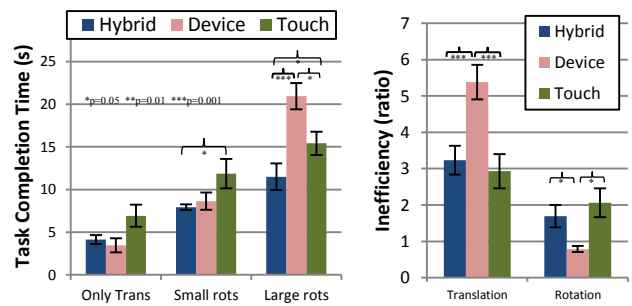 Hybrid Device Touch
Task Completion Time (s)
25
20
15
10
5
0
*p=0.05 **p=0.01 ***p=0.001
*
*
***
*
Only Trans Small rots Large rots
Inefficiency (ratio)
7
6
5
4
3
2
1
0
Hybrid
Device
Touch
*** ***
* *
Translation Rotation